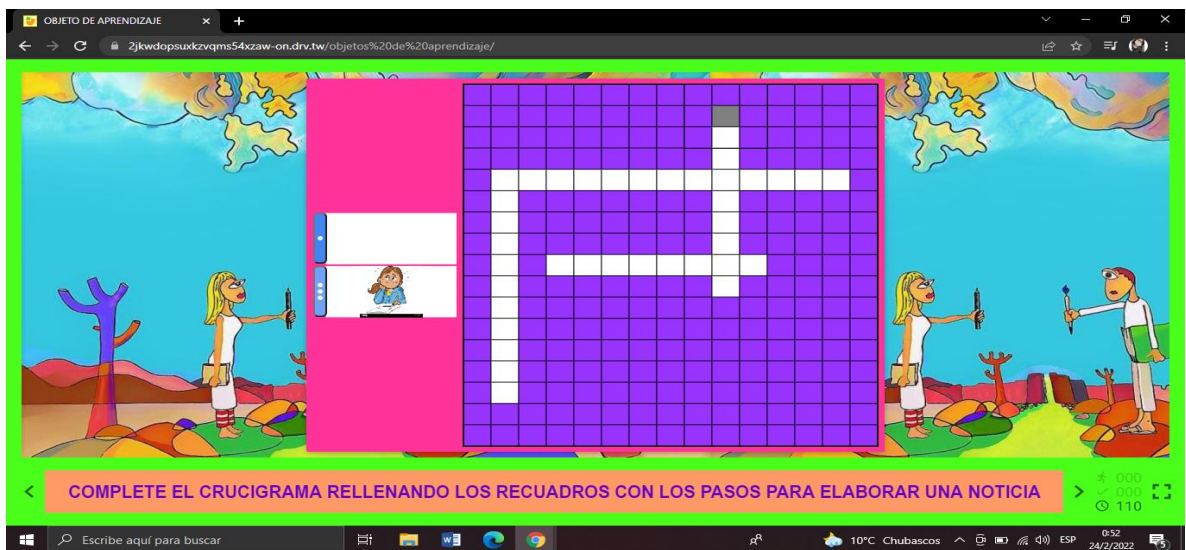 OBJETO DE APRENDIZAJE
2jkwdopsuxkzvqms54xzaw-on.drv.tw/objetos%20de%20aprendizaje/
COMPLETE EL CRUCIGRAMA RELLENANDO LOS RECUADROS CON LOS PASOS PARA ELABORAR UNA NOTICIA
000
000
110
Escribe aquí para buscar
10°C Chubascos
ESP
0:52
24/2/2022
5